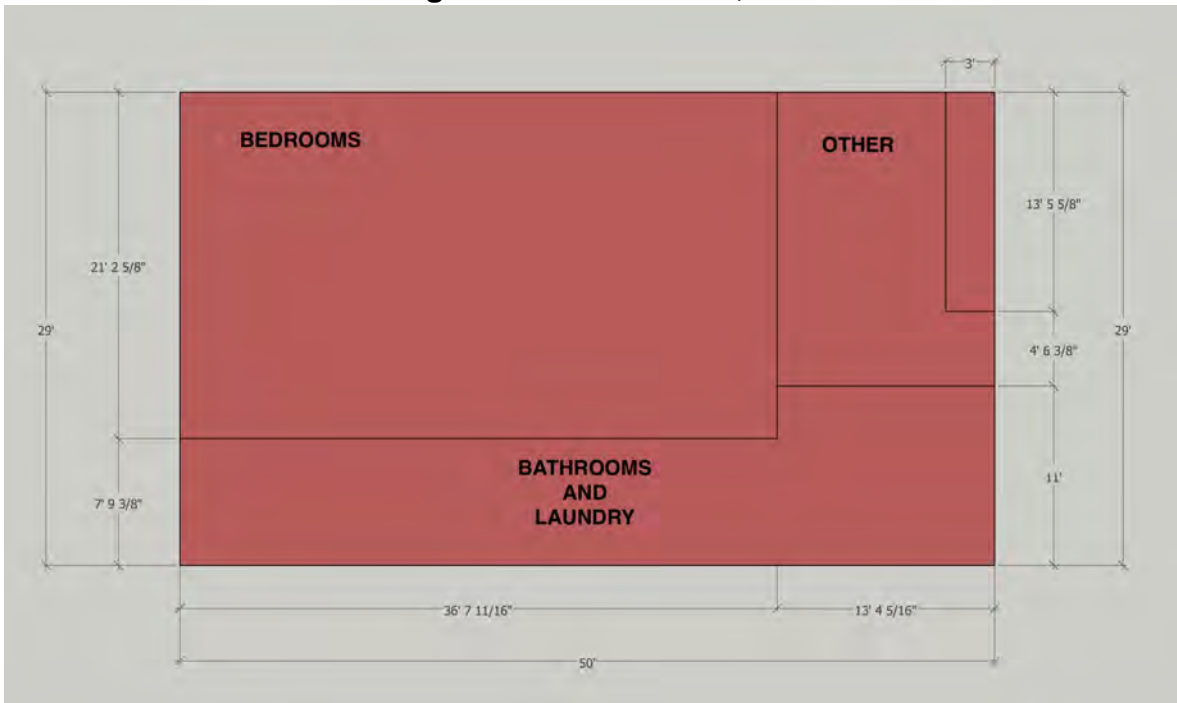 3'
BEDROOMS
OTHER
13' 5 5/8"
21' 2 5/8"
29'
29'
4' 6 3/8"
BATHROOMS
AND
LAUNDRY
11'
7' 9 3/8"
36' 7 11/16"
13' 4 5/16"
50'